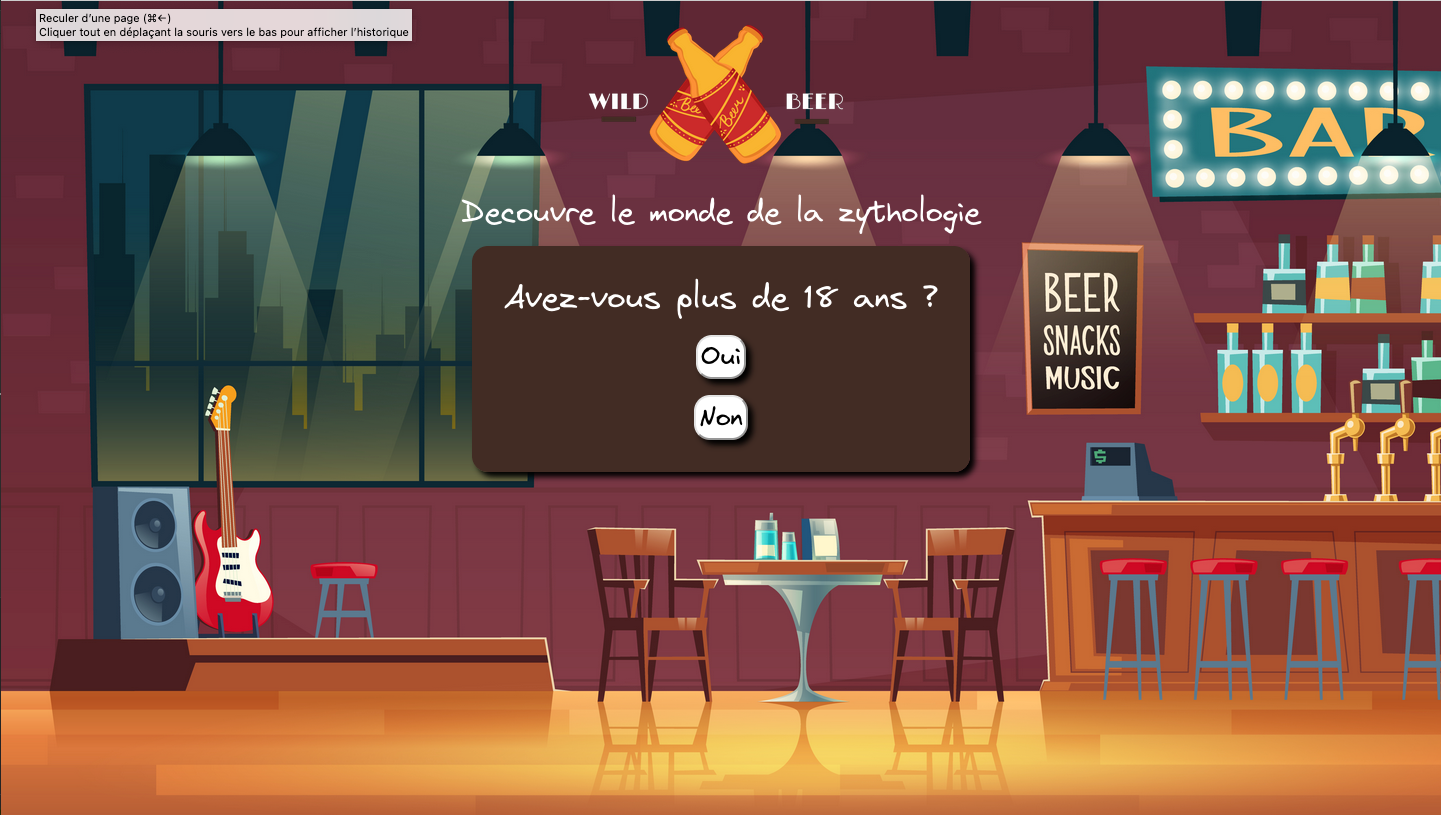 Reculer d’une page (⌘←)
Cliquer tout en déplaçant la souris vers le bas pour afficher l’historique
WILD BEER
Beer
BAR
Decouvre le monde de la zythologie
Avez-vous plus de 18 ans ?
Oui
Non
BEER
SNACKS
MUSIC
$